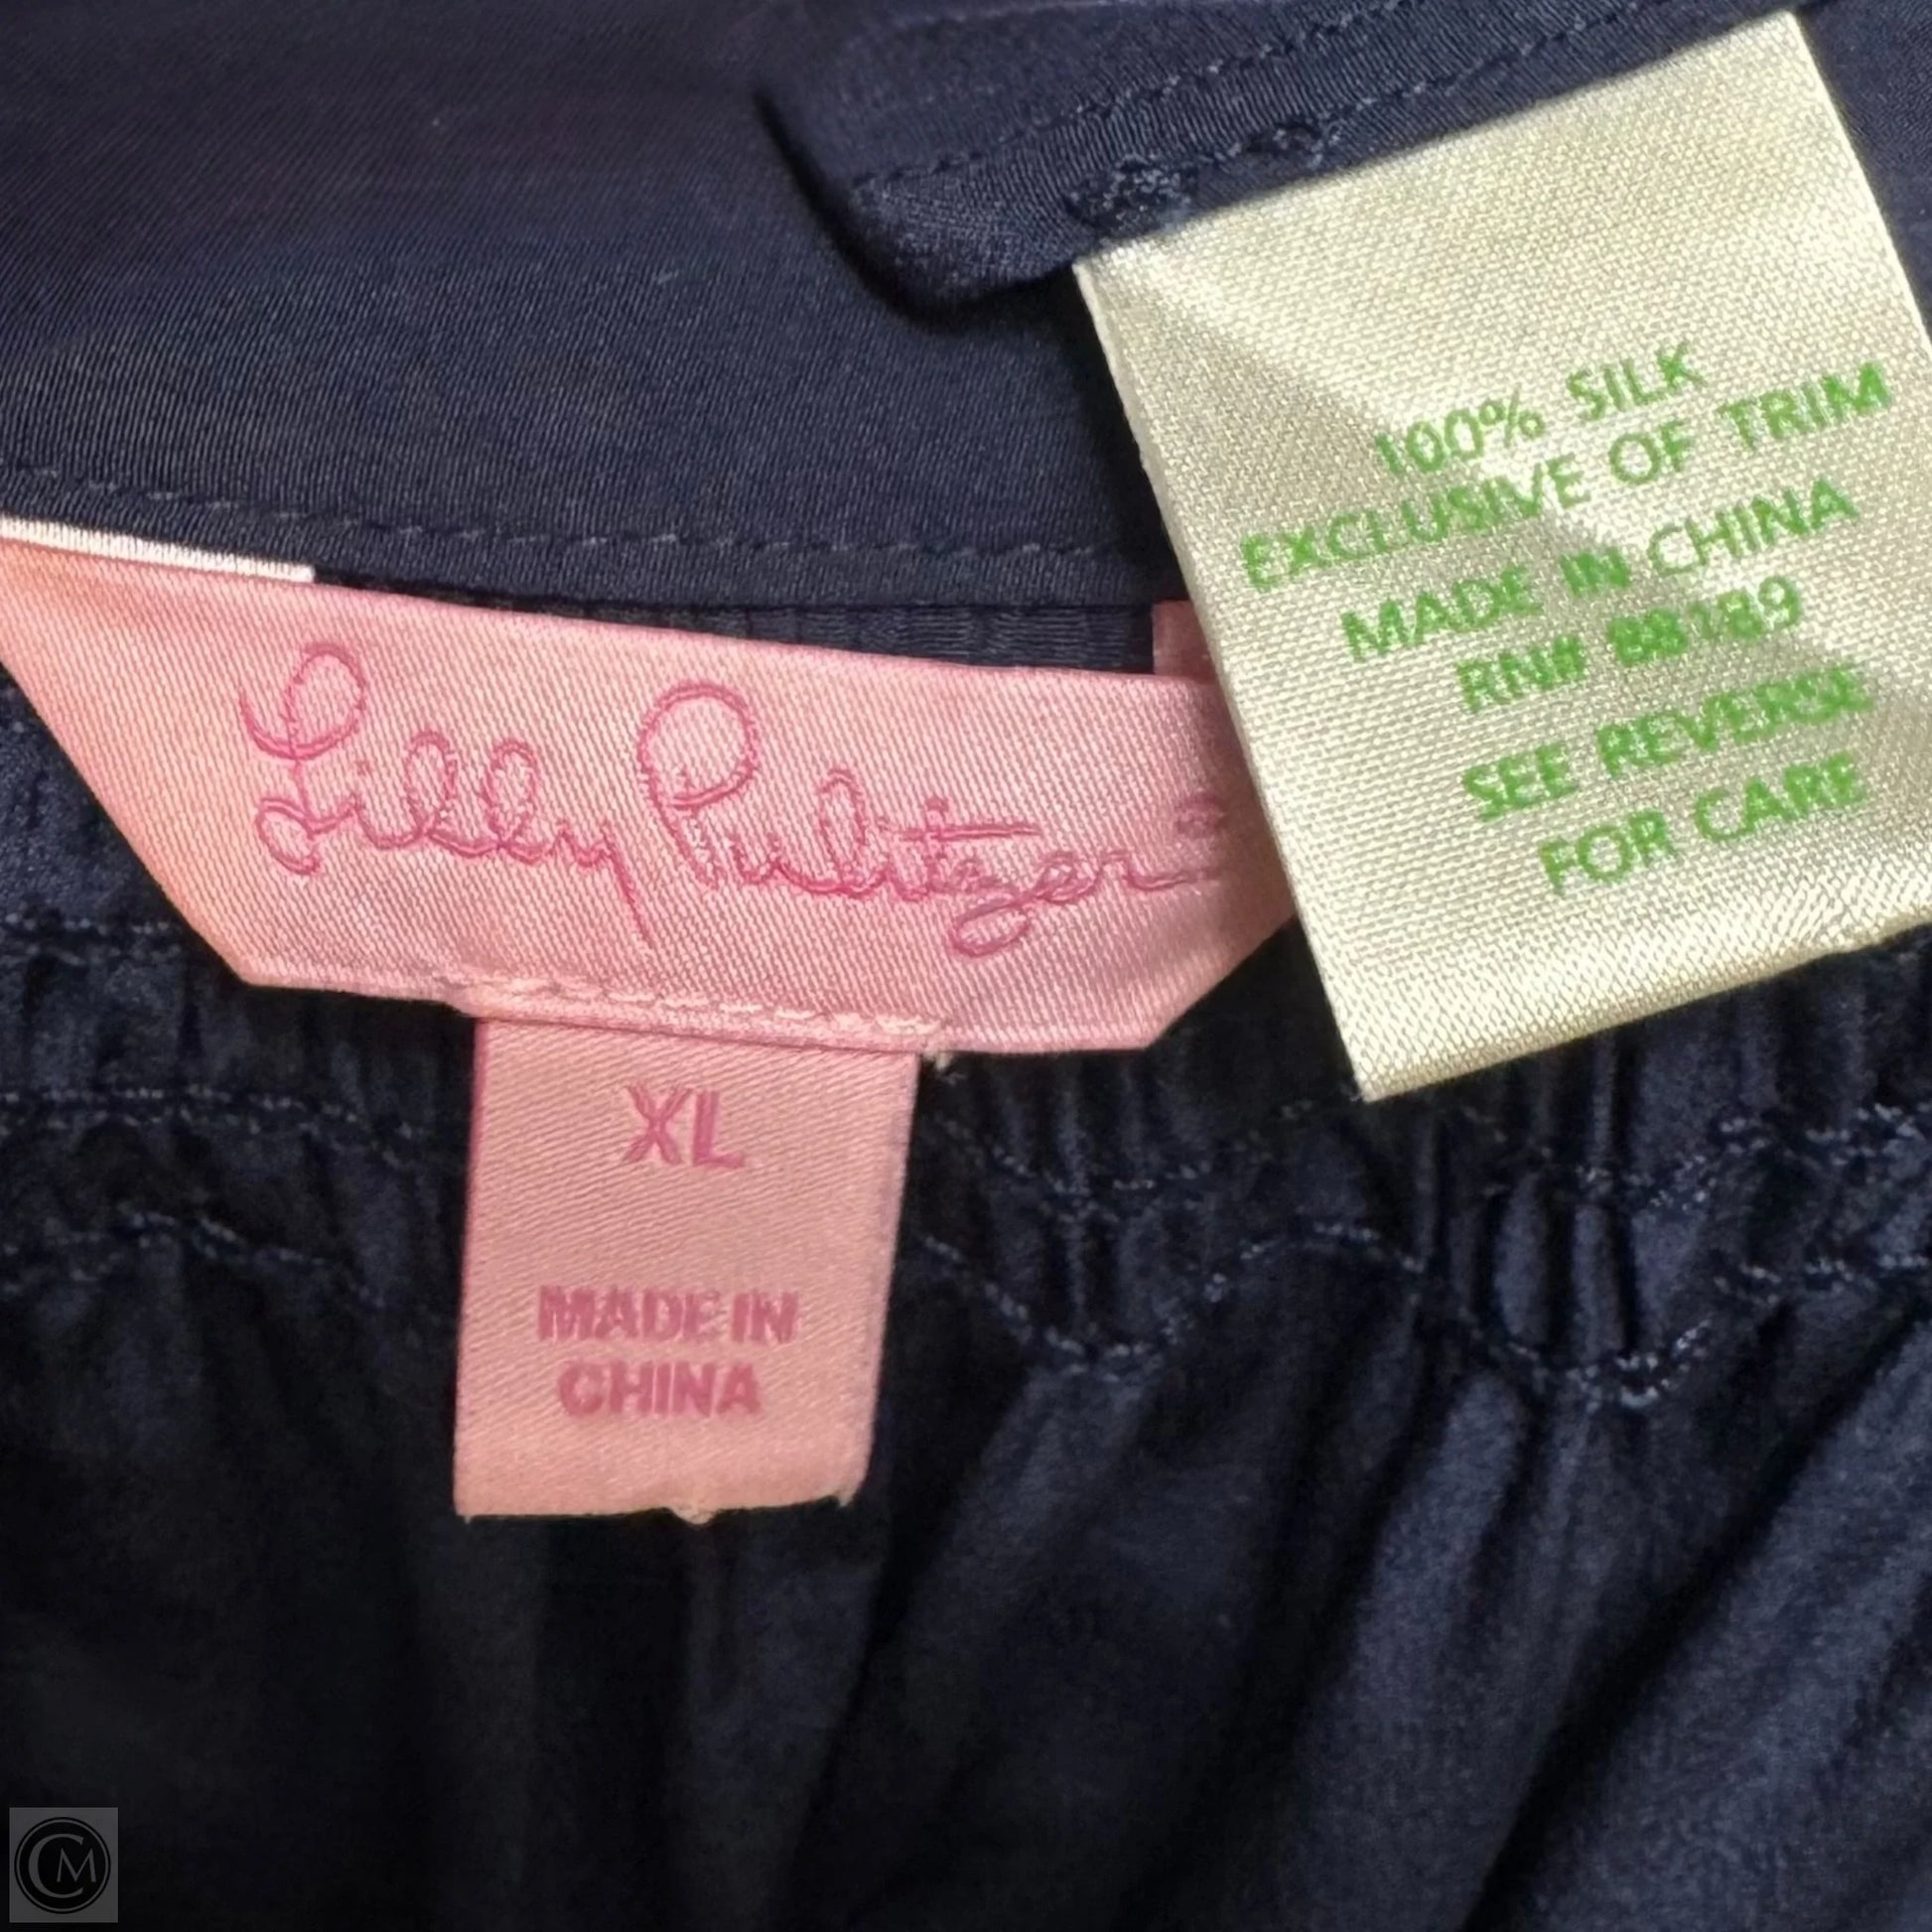 Lilly Pulitzer®
XL
MADE IN
CHINA
100% SILK
EXCLUSIVE OF TRIM
MADE IN CHINA
RN# 88189
SEE REVERSE
FOR CARE
CM